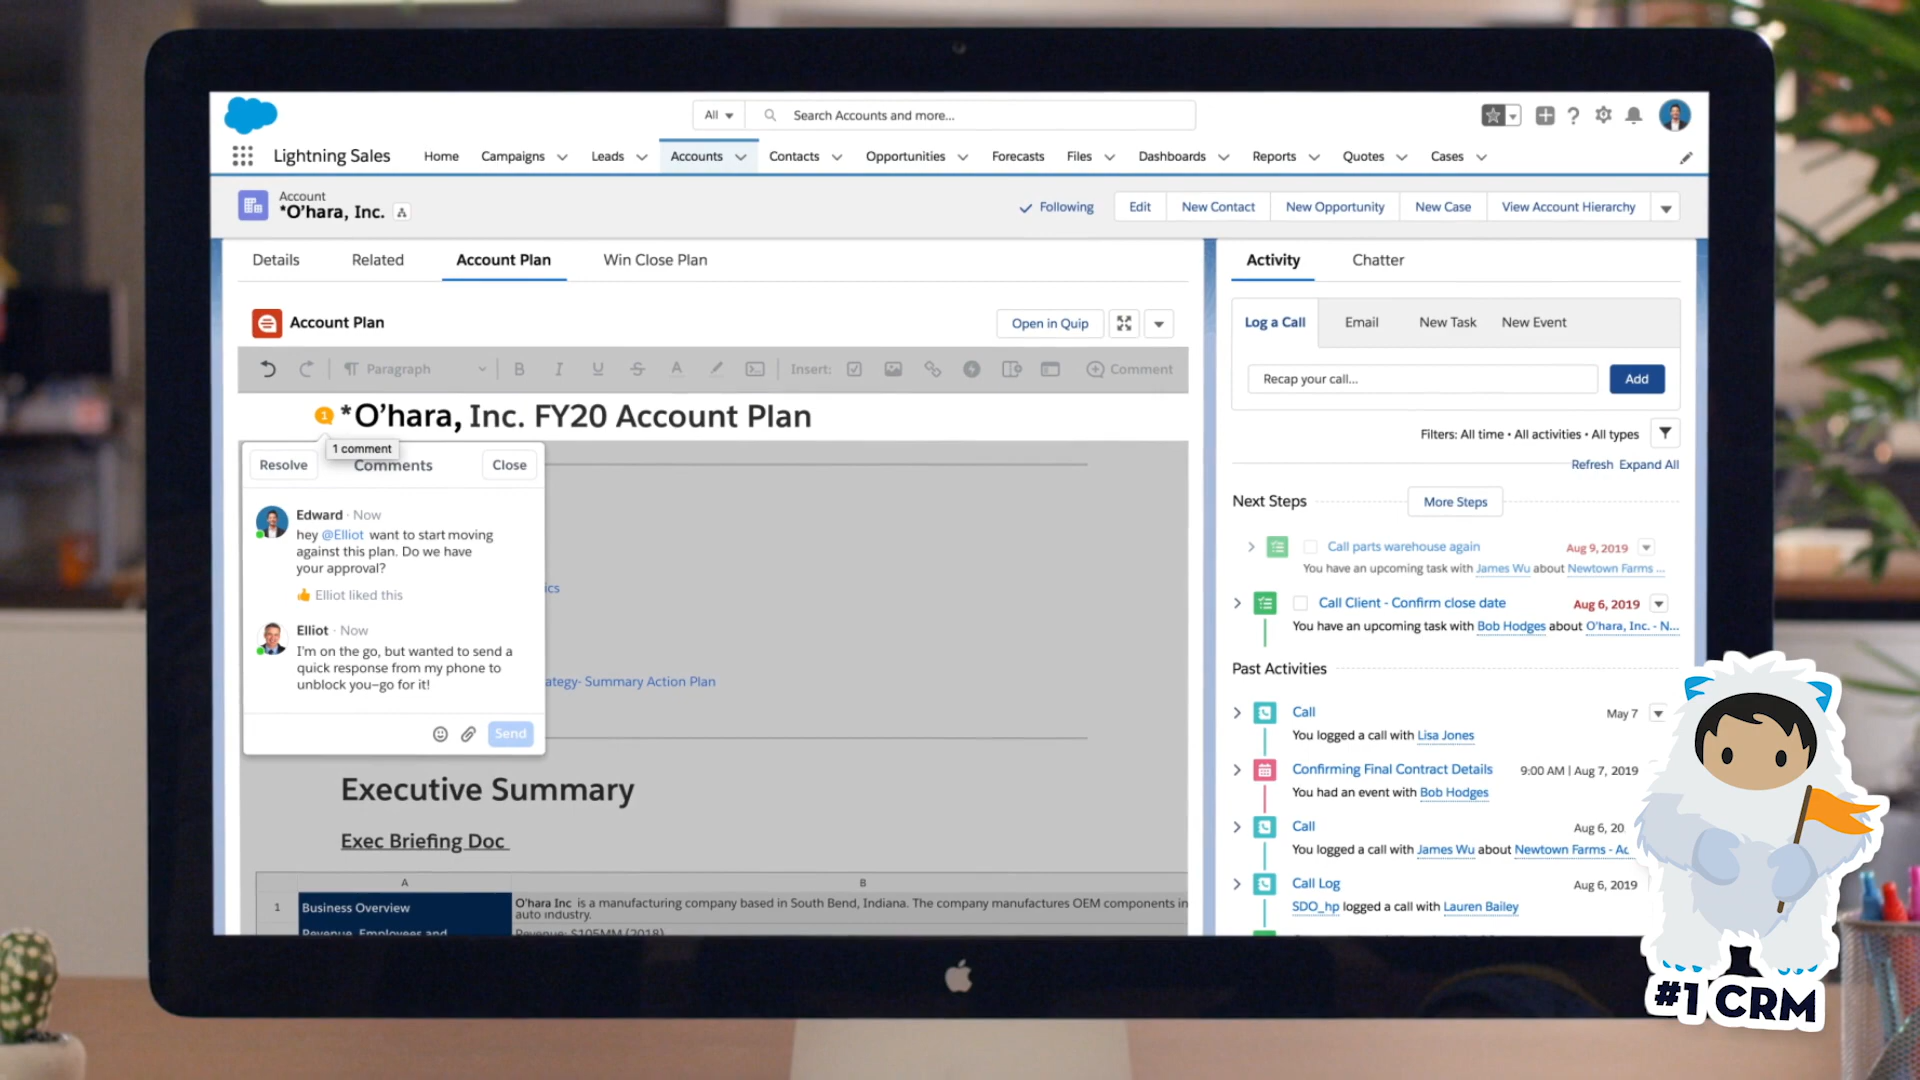 All
Search Accounts and more...
Lightning Sales
Home
Campaigns
Leads
Accounts
Contacts
Opportunities
Forecasts
Files
Dashboards
Reports
Quotes
Cases
Account
*O'hara, Inc.
Following
Edit
New Contact
New Opportunity
New Case
View Account Hierarchy
Details
Related
Account Plan
Win Close Plan
Account Plan
Open in Quip
Paragraph
B I U S A
Insert:
Comment
1
*O'hara, Inc. FY20 Account Plan
1 comment
Resolve
Comments
Close
Edward · Now
hey @Elliot want to start moving
against this plan. Do we have
your approval?
Elliot liked this
Elliot · Now
I'm on the go, but wanted to send a
quick response from my phone to
unblock you–go for it!
Send
ics
ategy- Summary Action Plan
Executive Summary
Exec Briefing Doc
A
B
1
Business Overview
O'hara Inc is a manufacturing company based in South Bend, Indiana. The company manufactures OEM components in
auto industry.
Revenue, Employees and
Revenue: $105MM (2018)
Activity
Chatter
Log a Call
Email
New Task
New Event
Recap your call...
Add
Filters: All time • All activities • All types
Refresh
Expand All
Next Steps
More Steps
Call parts warehouse again
Aug 9, 2019
You have an upcoming task with James Wu about Newtown Farms ...
Call Client - Confirm close date
Aug 6, 2019
You have an upcoming task with Bob Hodges about O'hara, Inc. - N...
Past Activities
Call
May 7
You logged a call with Lisa Jones
Confirming Final Contract Details
9:00 AM | Aug 7, 2019
You had an event with Bob Hodges
Call
Aug 6, 20
You logged a call with James Wu about Newtown Farms - Ac
Call Log
Aug 6, 2019
SDO_hp logged a call with Lauren Bailey
#1 CRM